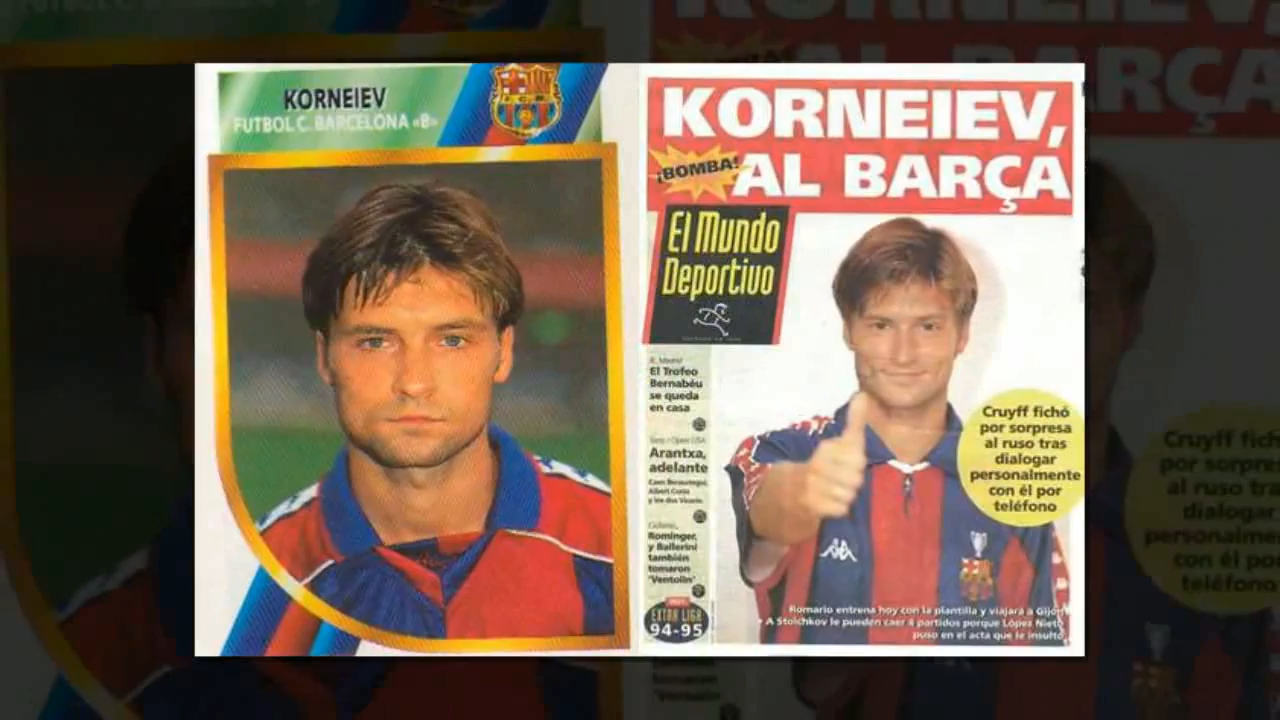 KORNEIEV
FUTBOL C. BARCELONA «B»
KORNEIEV,
¡BOMBA!
AL BARÇA
El Mundo
Deportivo
R. Madrid
El Trofeo
Bernabéu
se queda
en casa
Arantxa,
adelante
Ciclismo
Rominger,
y Ballerini
también
tomaron
'Ventolín'
EXTRA LIGA
94-95
Cruyff fichó
por sorpresa
al ruso tras
dialogar
personalmente
con él por
teléfono
Romario entrena hoy con la plantilla y viajará a Gijón
• A Stoichkov le pueden caer 4 partidos porque López Nieto
puso en el acta que le insultó